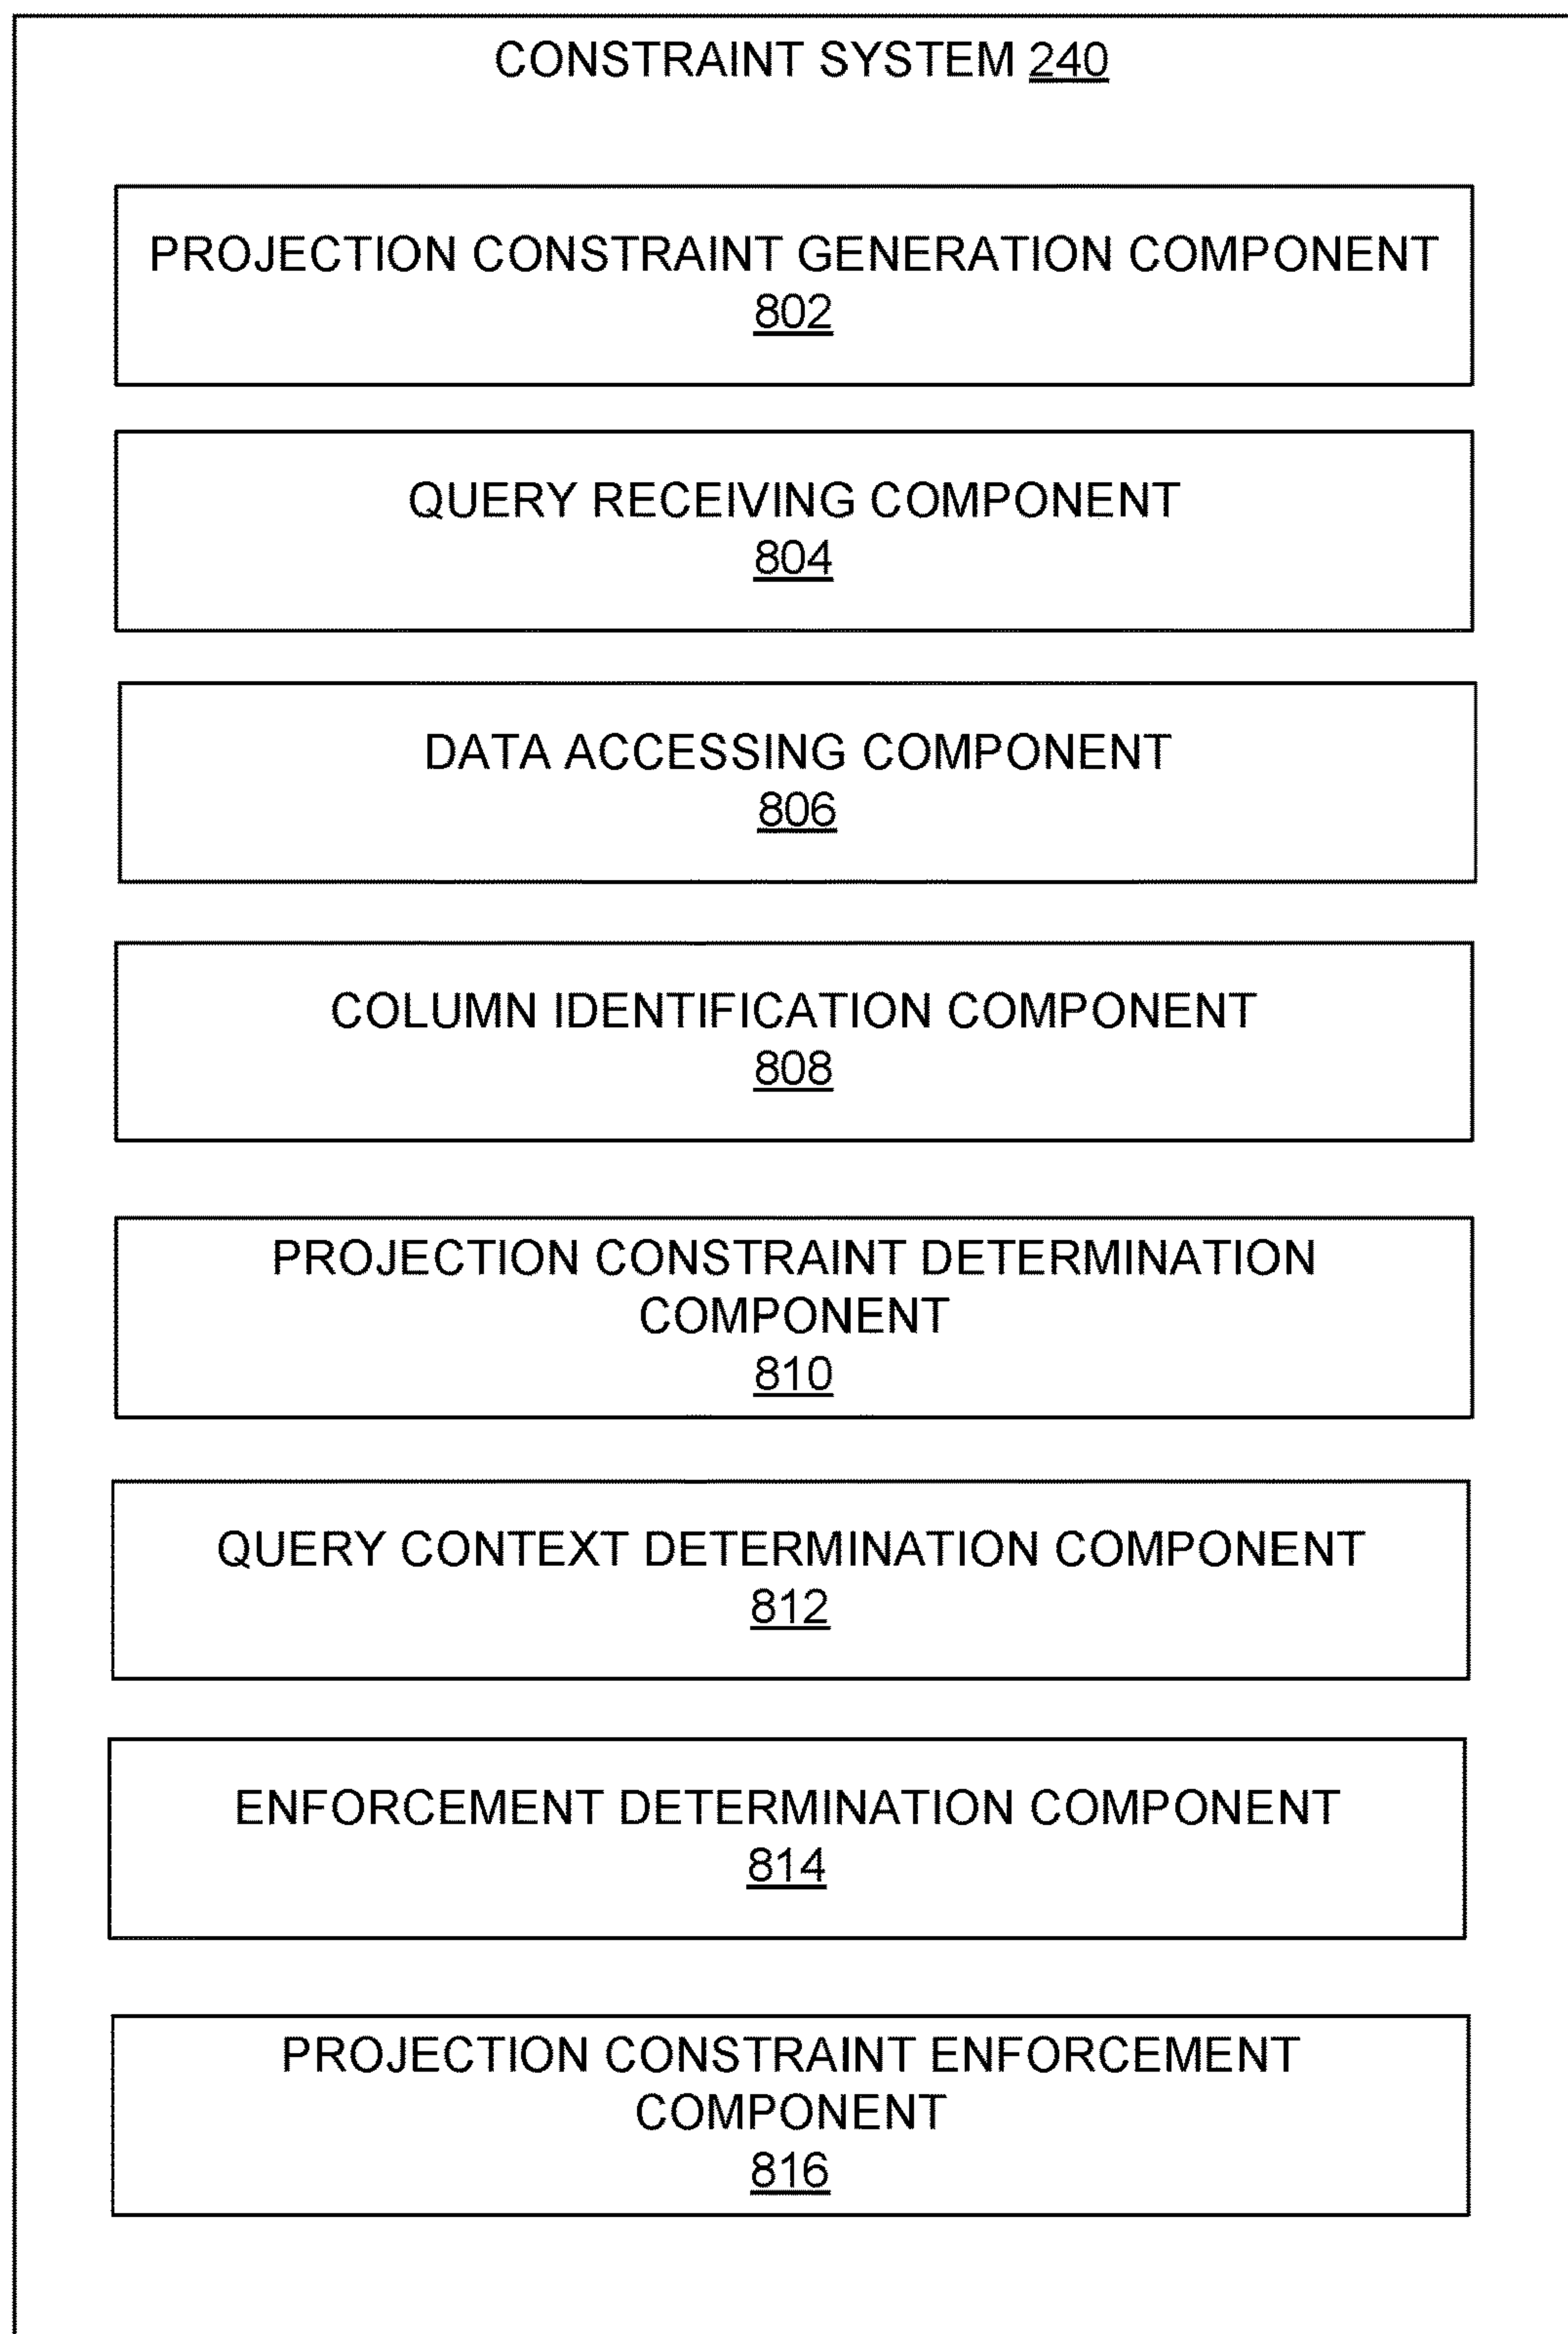 CONSTRAINT SYSTEM 240
PROJECTION CONSTRAINT GENERATION COMPONENT
802
QUERY RECEIVING COMPONENT
804
DATA ACCESSING COMPONENT
806
COLUMN IDENTIFICATION COMPONENT
808
PROJECTION CONSTRAINT DETERMINATION
COMPONENT
810
QUERY CONTEXT DETERMINATION COMPONENT
812
ENFORCEMENT DETERMINATION COMPONENT
814
PROJECTION CONSTRAINT ENFORCEMENT
COMPONENT
816